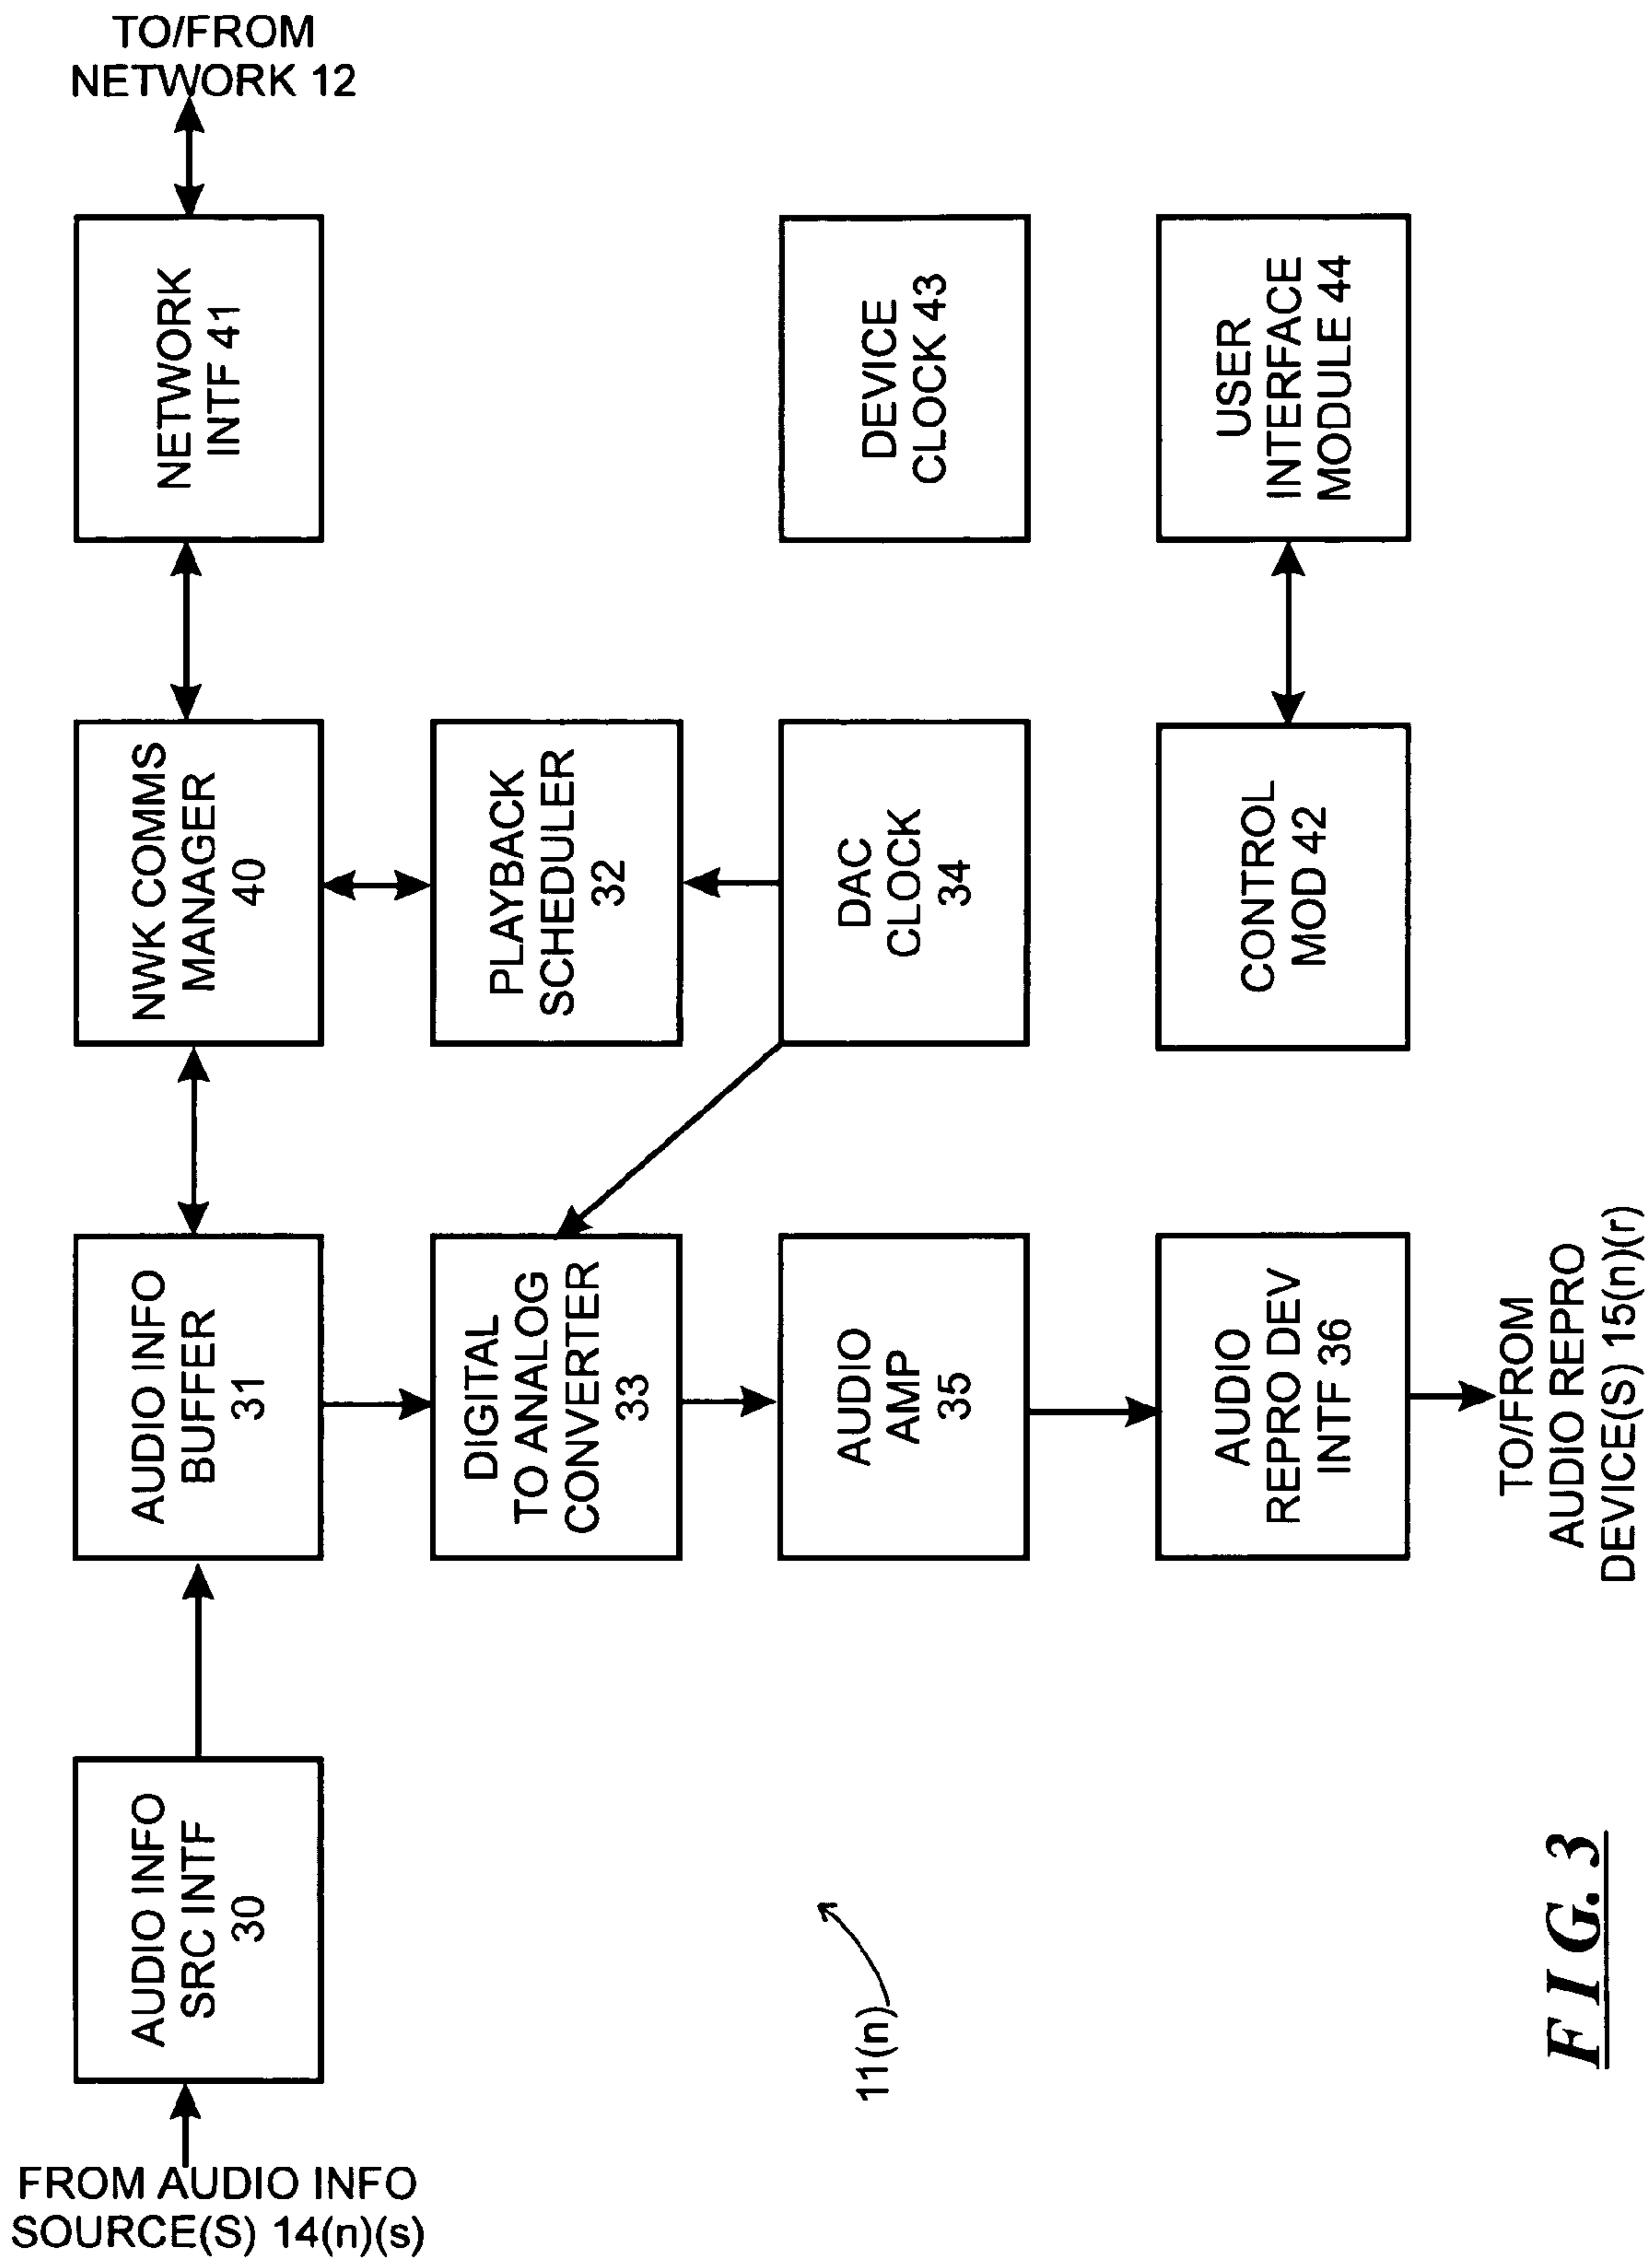 FROM AUDIO INFO
SOURCE(S) 14(n)(s)
AUDIO INFO
SRC INTF
30
AUDIO INFO
BUFFER
31
NWK COMMS
MANAGER
40
NETWORK
INTF 41
TO/FROM
NETWORK 12
DIGITAL
TO ANALOG
CONVERTER
33
PLAYBACK
SCHEDULER
32
AUDIO
AMP
35
DAC
CLOCK
34
DEVICE
CLOCK 43
11(n)
AUDIO
REPRO DEV
INTF 36
CONTROL
MOD 42
USER
INTERFACE
MODULE 44
TO/FROM
AUDIO REPRO
DEVICE(S) 15(n)(r)
FIG. 3